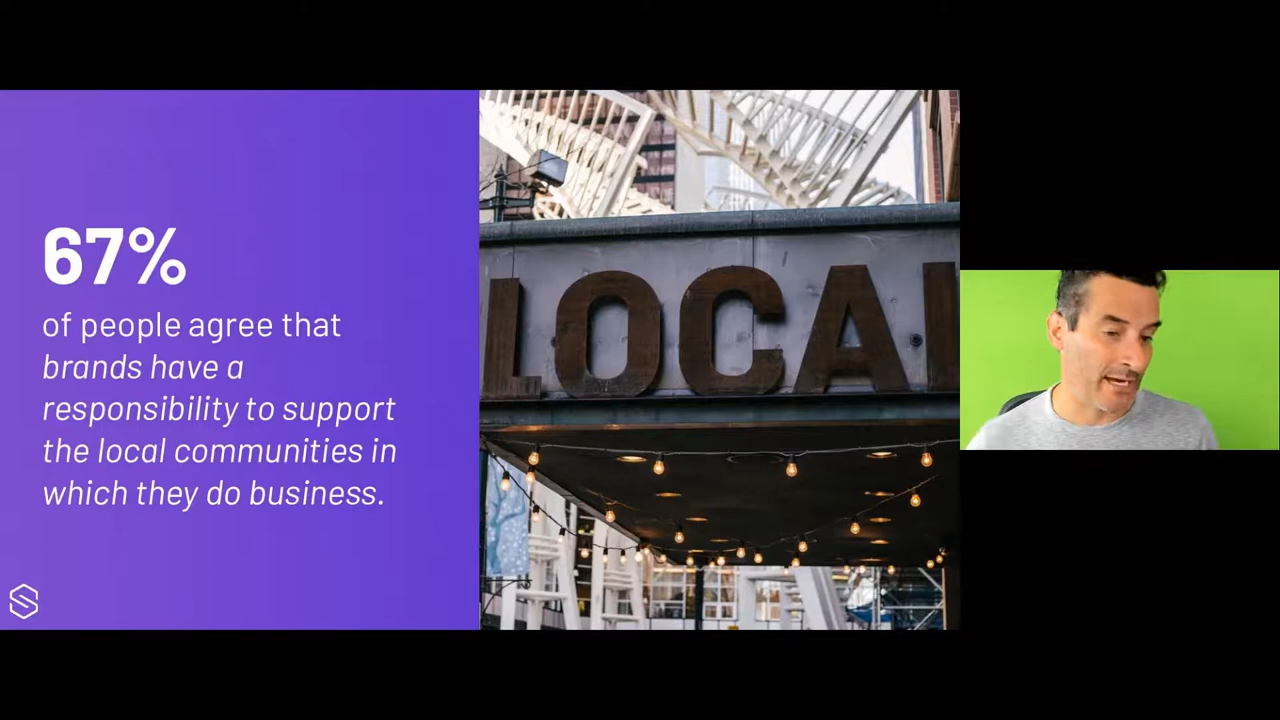 67%
of people agree that
brands have a
responsibility to support
the local communities in
which they do business.
LOCAL